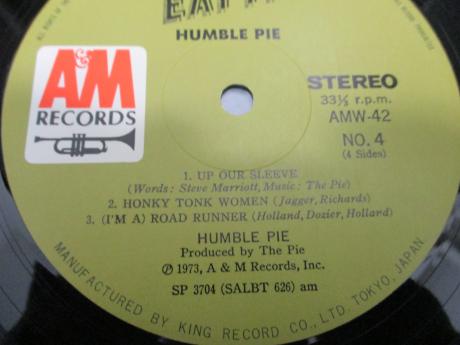 HUMBLE PIE
A&M
RECORDS
STEREO
33⅓ r.p.m.
AMW-42
NO. 4
(4 Sides)
1. UP OUR SLEEVE
(Words: Steve Marriott, Music: The Pie)
2. HONKY TONK WOMEN (Jagger, Richards)
3. (I'M A) ROAD RUNNER (Holland, Dozier, Hollard)
HUMBLE PIE
Produced by The Pie
Ⓟ 1973, A & M Records, Inc.
SP 3704 (SALBT 626) am
MANUFACTURED BY KING RECORD CO., LTD. TOKYO, JAPAN